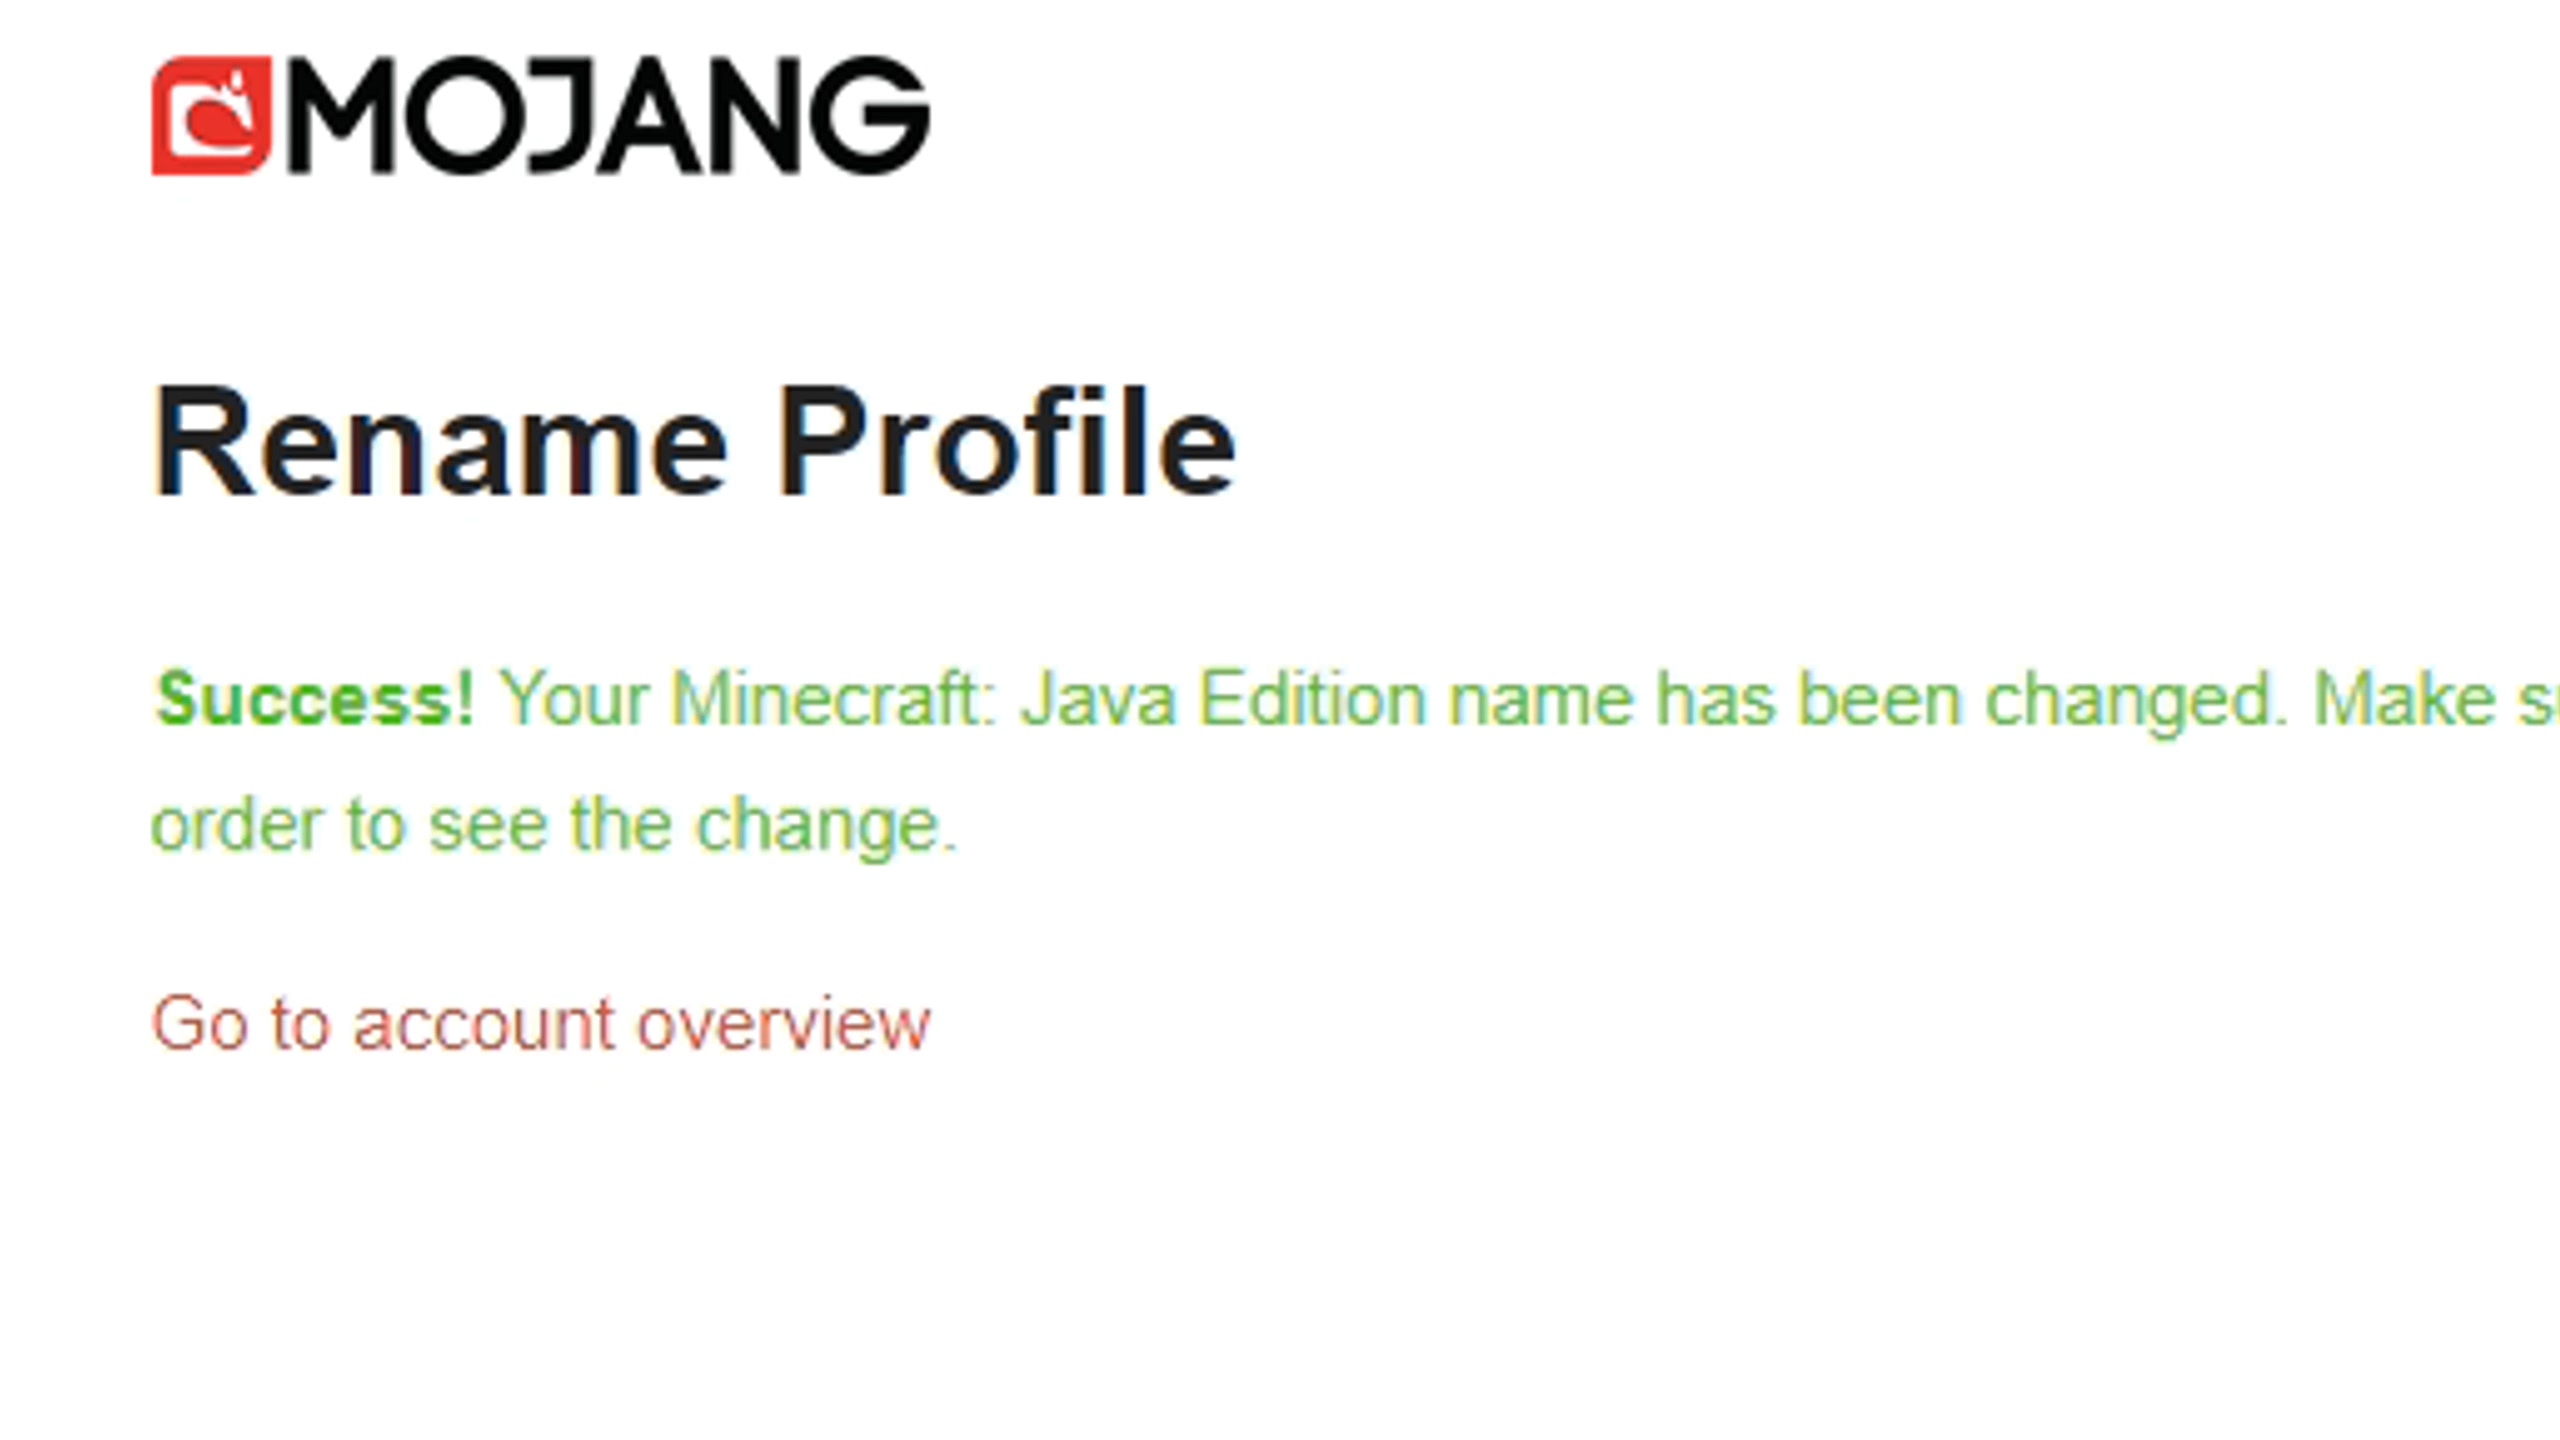 MOJANG
Rename Profile
Success! Your Minecraft: Java Edition name has been changed. Make
order to see the change.
Go to account overview